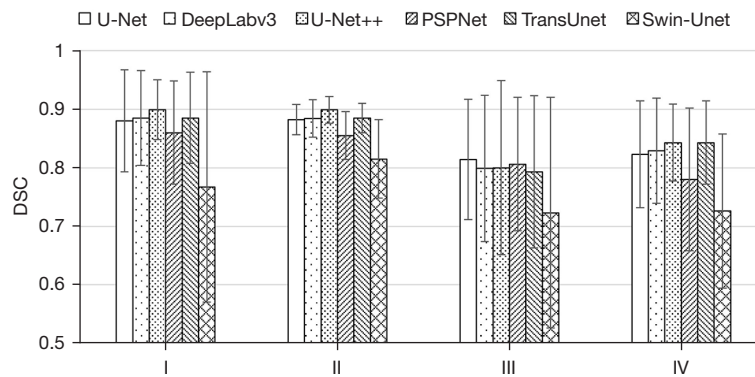 U-Net DeepLabv3 U-Net++ PSPNet TransUnet Swin-Unet
1
0.9
0.8
0.7
0.6
0.5
DSC
I II III IV